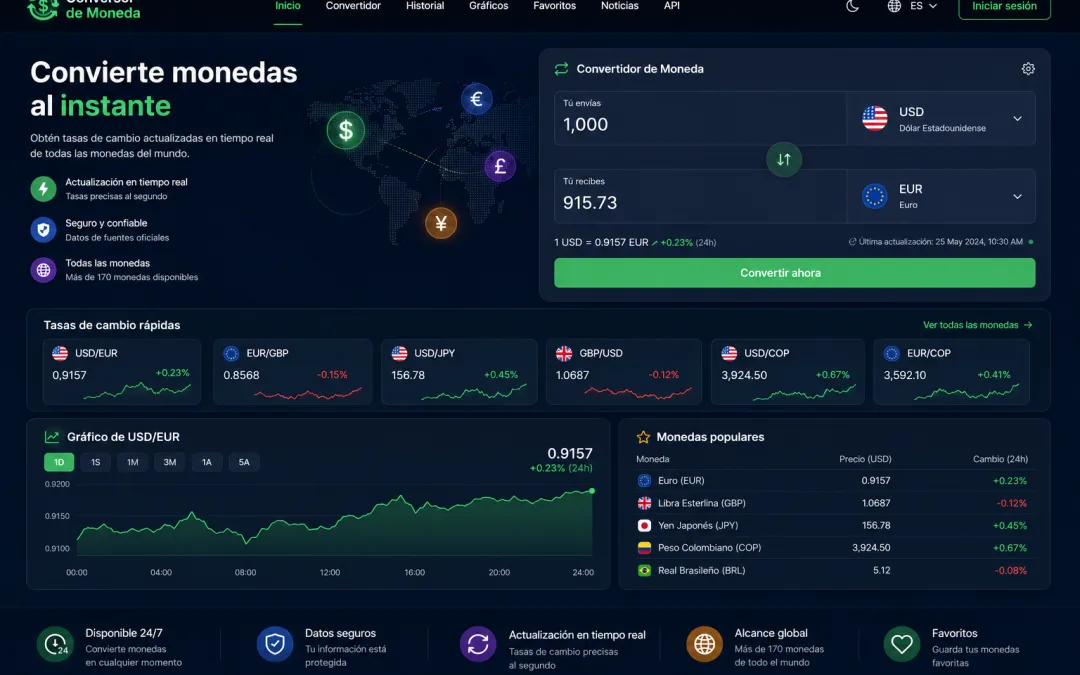 Conversor
de Moneda
Inicio
Convertidor
Historial
Gráficos
Favoritos
Noticias
API
ES
Iniciar sesión
Convierte monedas
al instante
Obtén tasas de cambio actualizadas en tiempo real
de todas las monedas del mundo.
Actualización en tiempo real
Tasas precisas al segundo
Seguro y confiable
Datos de fuentes oficiales
Todas las monedas
Más de 170 monedas disponibles
$
€
£
¥
Convertidor de Moneda
Tú envías
1,000
USD
Dólar Estadounidense
Tú recibes
915.73
EUR
Euro
1 USD = 0.9157 EUR +0.23% (24h)
Última actualización: 25 May 2024, 10:30 AM
Convertir ahora
Tasas de cambio rápidas
Ver todas las monedas →
USD/EUR
0,9157
+0.23%
EUR/GBP
0.8568
-0.15%
USD/JPY
156.78
+0.45%
GBP/USD
1.0687
-0.12%
USD/COP
3,924.50
+0.67%
EUR/COP
3,592.10
+0.41%
Gráfico de USD/EUR
1D
1S
1M
3M
1A
5A
0.9157
+0.23% (24h)
0.9200
0.9150
0.9100
00:00
04:00
08:00
12:00
16:00
20:00
24:00
Monedas populares
Moneda Precio (USD) Cambio (24h)
Euro (EUR) 0.9157 +0.23%
Libra Esterlina (GBP) 1.0687 -0.12%
Yen Japonés (JPY) 156.78 +0.45%
Peso Colombiano (COP) 3,924.50 +0.67%
Real Brasileño (BRL) 5.12 -0.08%
24
Disponible 24/7
Convierte monedas
en cualquier momento
Datos seguros
Tu información está
protegida
Actualización en tiempo real
Tasas de cambio precisas
al segundo
Alcance global
Más de 170 monedas
de todo el mundo
Favoritos
Guarda tus monedas
favoritas